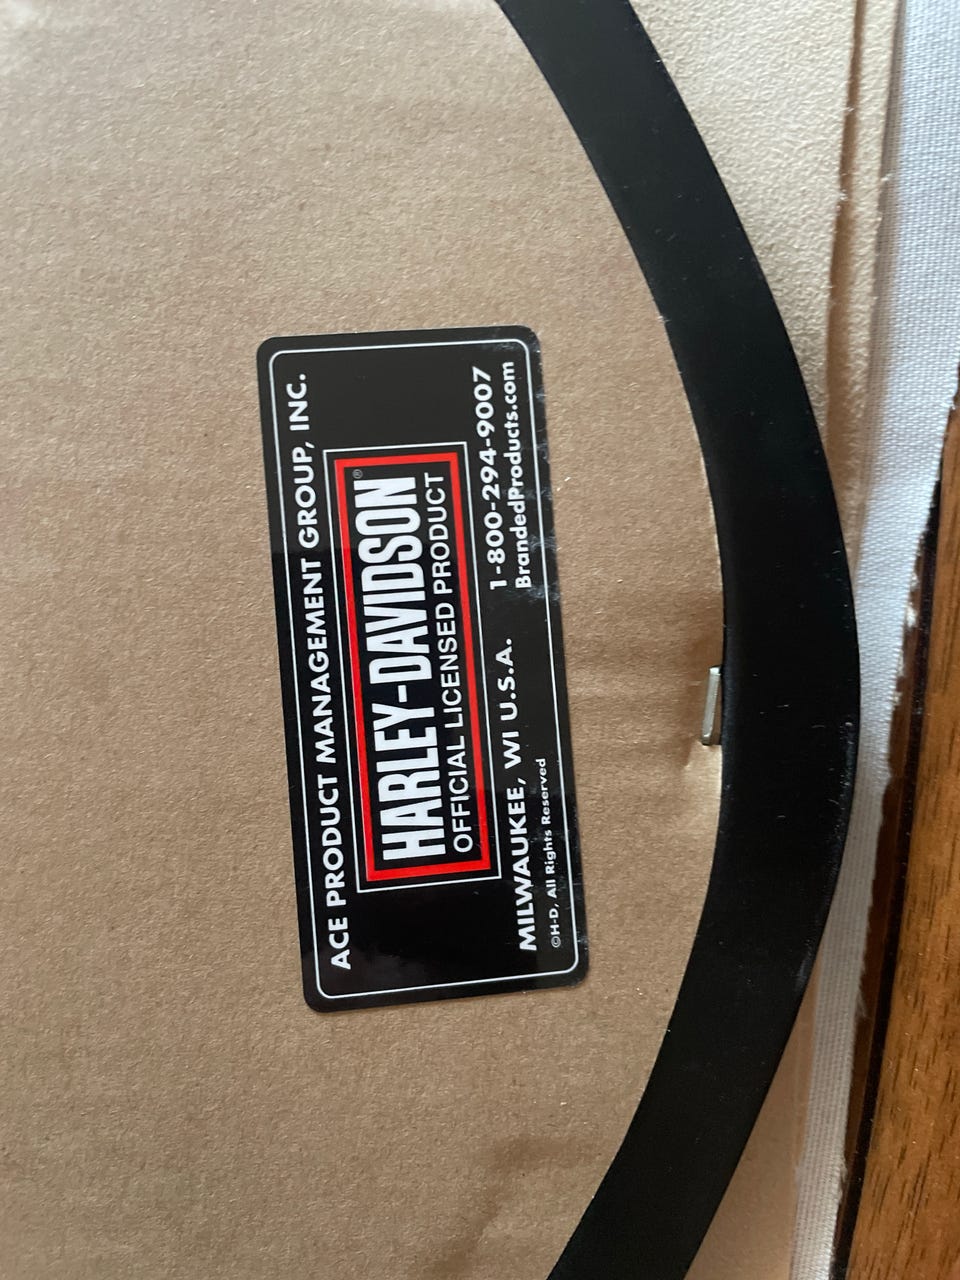 ACE PRODUCT MANAGEMENT GROUP, INC.
HARLEY-DAVIDSON®
OFFICIAL LICENSED PRODUCT
MILWAUKEE, WI U.S.A. 1-800-294-9007
©H-D, All Rights Reserved BrandedProducts.com